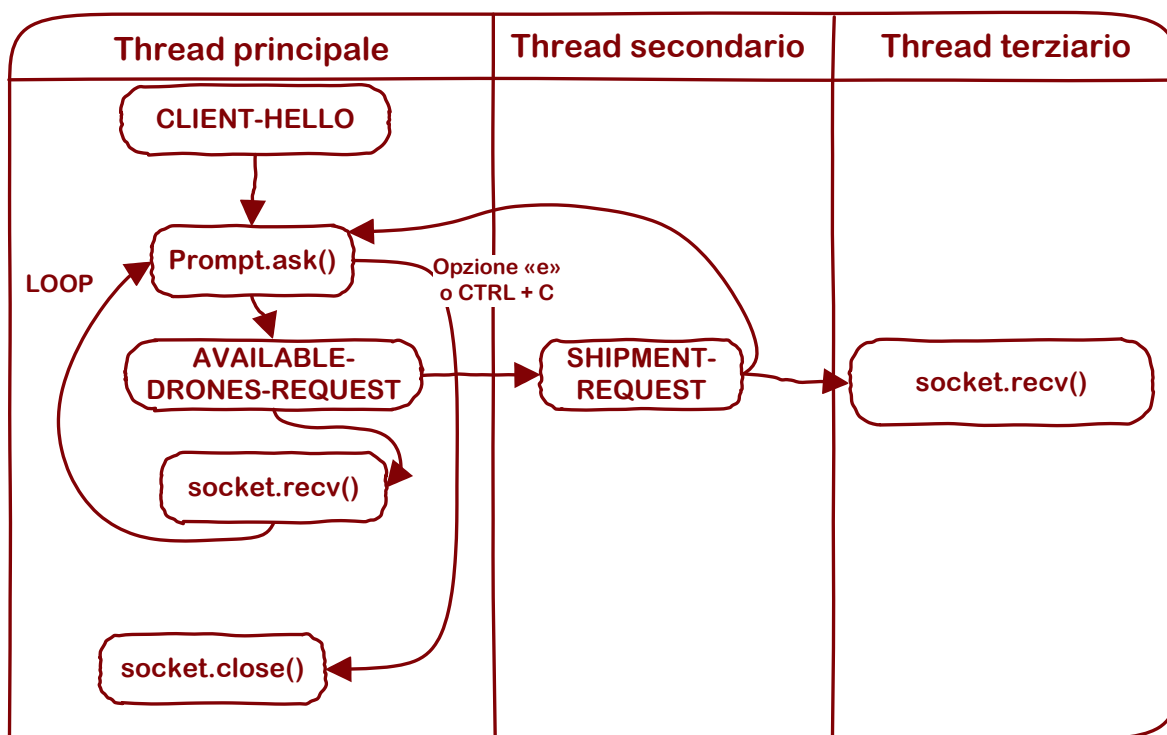 Thread principale
Thread secondario
Thread terziario
CLIENT-HELLO
Prompt.ask()
Opzione «e»
o CTRL + C
LOOP
AVAILABLE-
DRONES-REQUEST
SHIPMENT-
REQUEST
socket.recv()
socket.recv()
socket.close()